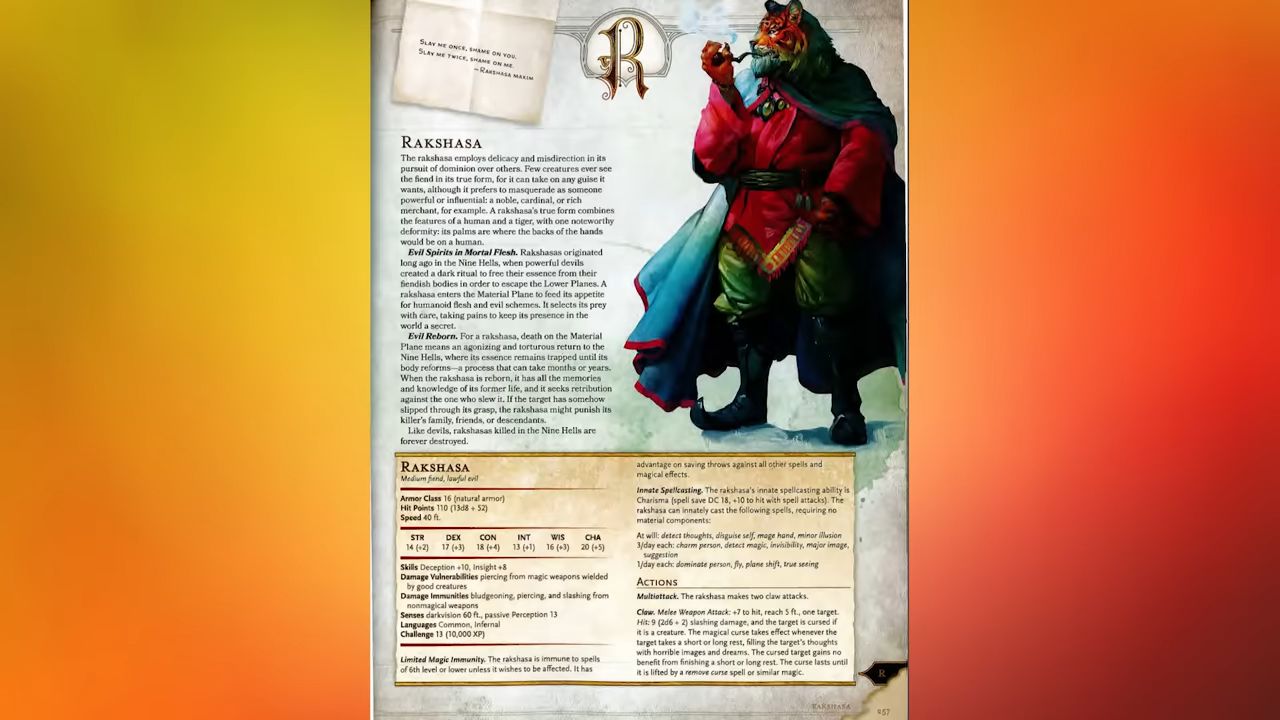 Slay me once, shame on you.
Slay me twice, shame on me.
—Rakshasa maxim
R
Rakshasa
The rakshasa employs delicacy and misdirection in its
pursuit of dominion over others. Few creatures ever see
the fiend in its true form, for it can take on any guise it
wants, although it prefers to masquerade as someone
powerful or influential: a noble, cardinal, or rich
merchant, for example. A rakshasa's true form combines
the features of a human and a tiger, with one noteworthy
deformity: its palms are where the backs of the hands
would be on a human.
Evil Spirits in Mortal Flesh. Rakshasas originated
long ago in the Nine Hells, when powerful devils
created a dark ritual to free their essence from their
fiendish bodies in order to escape the Lower Planes. A
rakshasa enters the Material Plane to feed its appetite
for humanoid flesh and evil schemes. It selects its prey
with care, taking pains to keep its presence in the
world a secret.
Evil Reborn. For a rakshasa, death on the Material
Plane means an agonizing and torturous return to the
Nine Hells, where its essence remains trapped until its
body reforms—a process that can take months or years.
When the rakshasa is reborn, it has all the memories
and knowledge of its former life, and it seeks retribution
against the one who slew it. If the target has somehow
slipped through its grasp, the rakshasa might punish its
killer's family, friends, or descendants.
Like devils, rakshasas killed in the Nine Hells are
forever destroyed.
Rakshasa
Medium fiend, lawful evil
Armor Class 16 (natural armor)
Hit Points 110 (13d8 + 52)
Speed 40 ft.
STR DEX CON INT WIS CHA
14 (+2) 17 (+3) 18 (+4) 13 (+1) 16 (+3) 20 (+5)
Skills Deception +10, Insight +8
Damage Vulnerabilities piercing from magic weapons wielded
by good creatures
Damage Immunities bludgeoning, piercing, and slashing from
nonmagical weapons
Senses darkvision 60 ft., passive Perception 13
Languages Common, Infernal
Challenge 13 (10,000 XP)
Limited Magic Immunity. The rakshasa is immune to spells
of 6th level or lower unless it wishes to be affected. It has
advantage on saving throws against all other spells and
magical effects.
Innate Spellcasting. The rakshasa's innate spellcasting ability is
Charisma (spell save DC 18, +10 to hit with spell attacks). The
rakshasa can innately cast the following spells, requiring no
material components:
At will: detect thoughts, disguise self, mage hand, minor illusion
3/day each: charm person, detect magic, invisibility, major image,
suggestion
1/day each: dominate person, fly, plane shift, true seeing
Actions
Multiattack. The rakshasa makes two claw attacks.
Claw. Melee Weapon Attack: +7 to hit, reach 5 ft., one target.
Hit: 9 (2d6 + 2) slashing damage, and the target is cursed if
it is a creature. The magical curse takes effect whenever the
target takes a short or long rest, filling the target's thoughts
with horrible images and dreams. The cursed target gains no
benefit from finishing a short or long rest. The curse lasts until
it is lifted by a remove curse spell or similar magic.
R
RAKSHASA
257